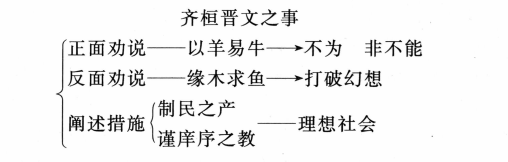 齐桓晋文之事
正面劝说——以羊易牛→不为 非不能
反面劝说——缘木求鱼→打破幻想
阐述措施
制民之产
谨庠序之教
——理想社会